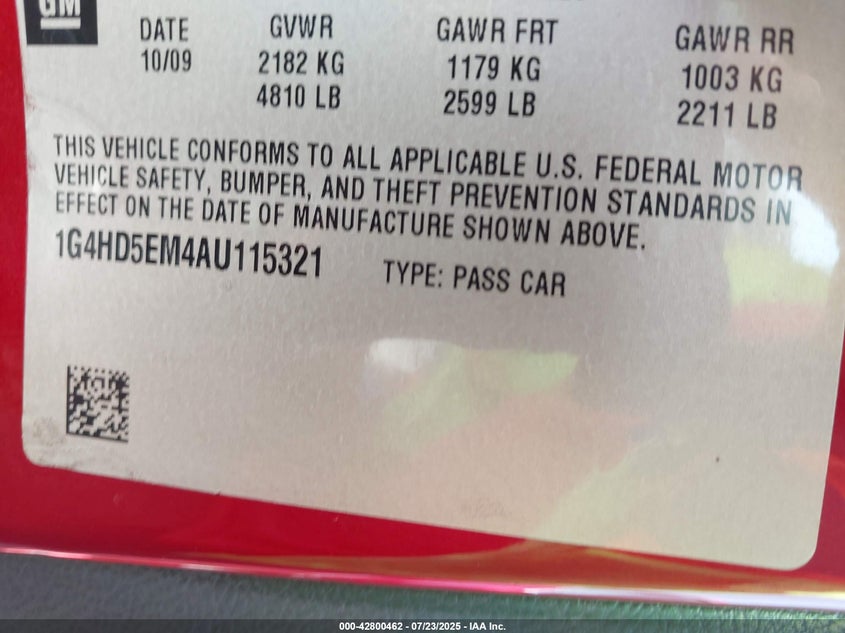 GM
DATE GVWR GAWR FRT GAWR RR
10/09 2182 KG 1179 KG 1003 KG
4810 LB 2599 LB 2211 LB
THIS VEHICLE CONFORMS TO ALL APPLICABLE U.S. FEDERAL MOTOR
VEHICLE SAFETY, BUMPER, AND THEFT PREVENTION STANDARDS IN
EFFECT ON THE DATE OF MANUFACTURE SHOWN ABOVE.
1G4HD5EM4AU115321 TYPE: PASS CAR
000-42800462 - 07/23/2025 - IAA Inc.